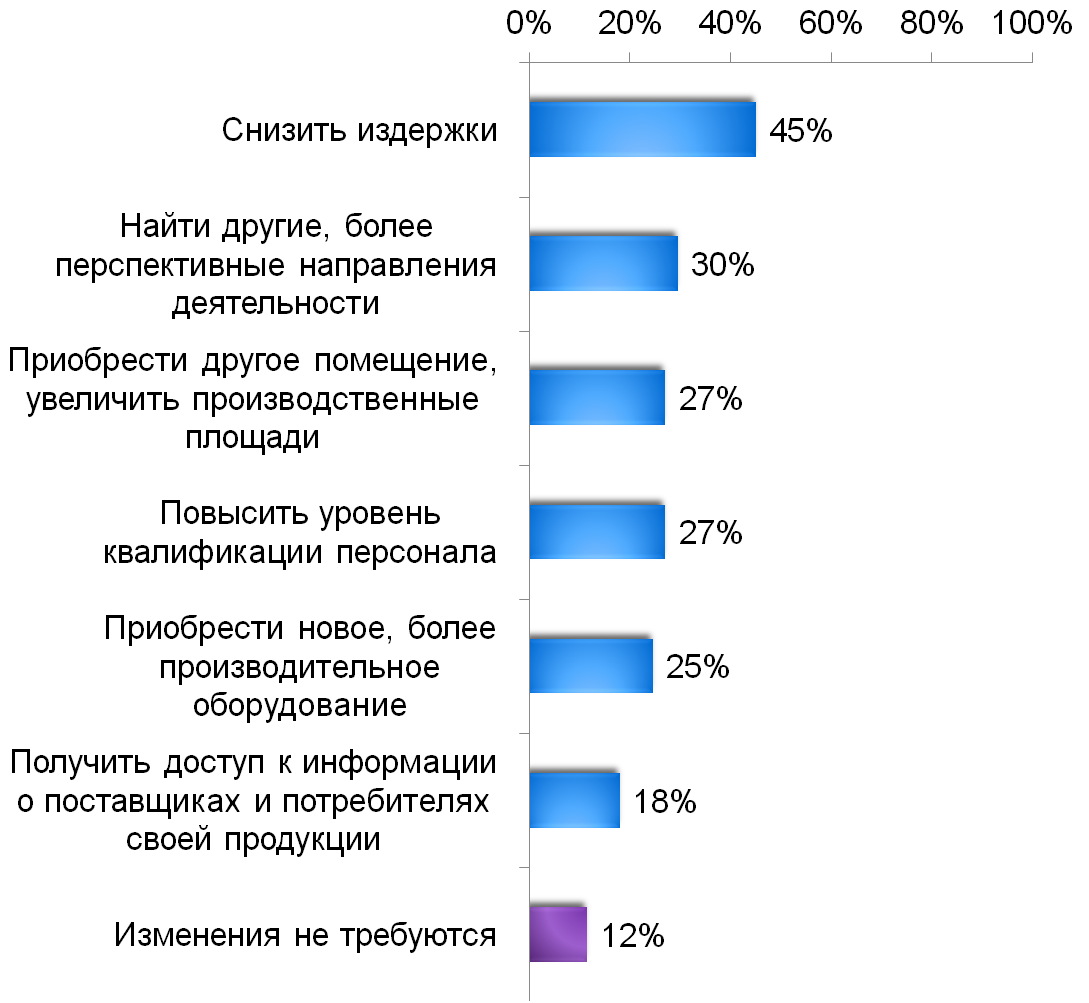 0% 20% 40% 60% 80% 100%
Снизить издержки 45%
Найти другие, более
перспективные направления 30%
деятельности
Приобрести другое помещение,
увеличить производственные 27%
площади
Повысить уровень 27%
квалификации персонала
Приобрести новое, более
производительное 25%
оборудование
Получить доступ к информации
о поставщиках и потребителях 18%
своей продукции
Изменения не требуются 12%